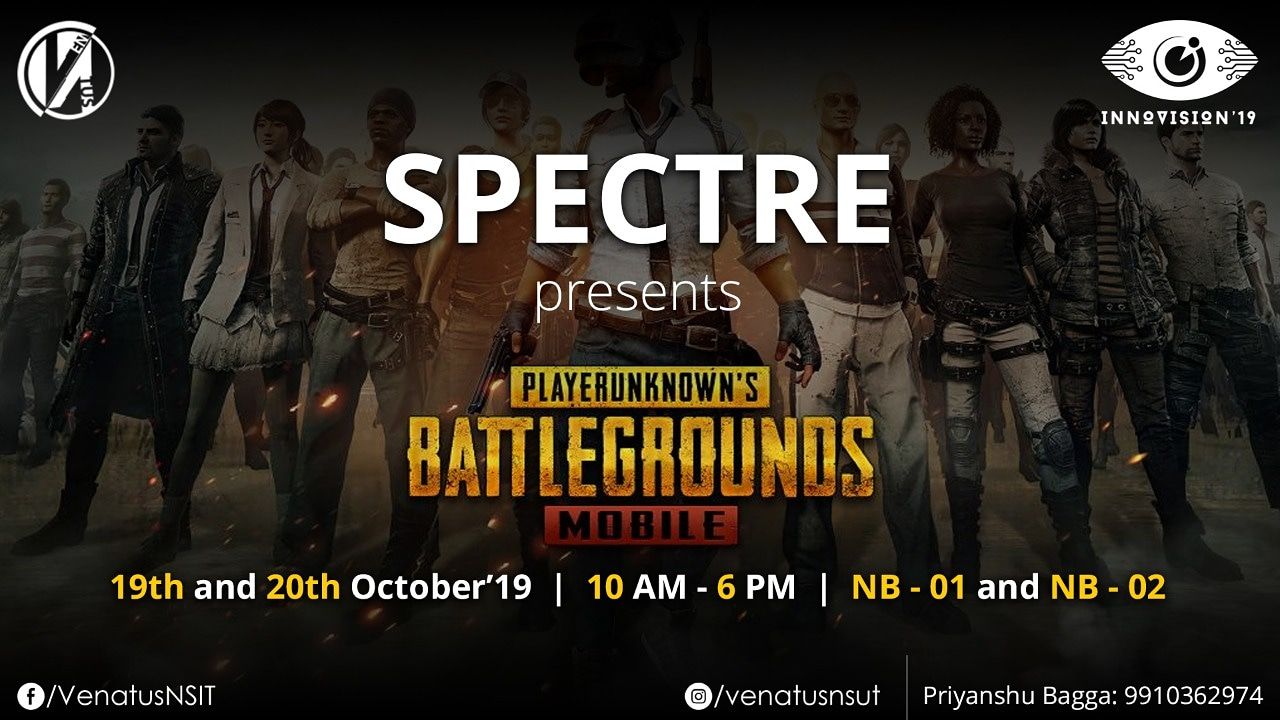 VENATUS
INNOVISION'19
SPECTRE
presents
PLAYERUNKNOWN'S
BATTLEGROUNDS
MOBILE
19th and 20th October’19 | 10 AM - 6 PM | NB - 01 and NB - 02
/VenatusNSIT
/venatusnsut
Priyanshu Bagga: 9910362974